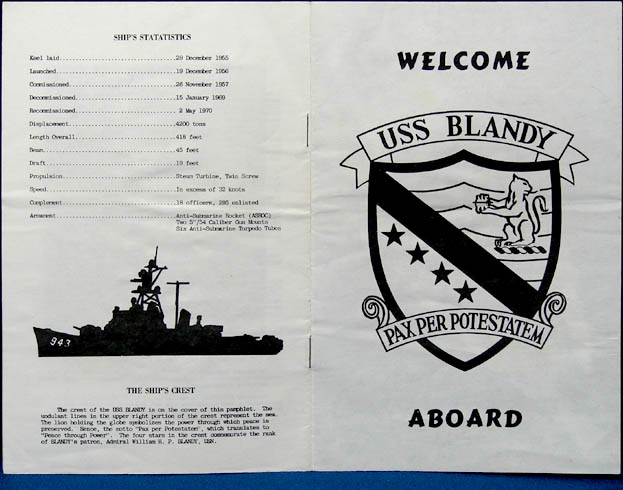 SHIP'S STATATISTICS
Keel laid..........................29 December 1955
Launched..........................19 December 1956
Commissioned..........................26 November 1957
Decommissioned..........................15 January 1969
Recommissioned..........................2 May 1970
Displacement..........................4200 tons
Length Overall..........................418 feet
Beam..........................45 feet
Draft..........................19 feet
Propulsion..........................Steam Turbine, Twin Screw
Speed..........................In excess of 32 knots
Complement..........................18 officers, 286 enlisted
Armament..........................Anti-Submarine Rocket (ASROC)
Two 5"/54 Caliber Gun Mounts
Six Anti-Submarine Torpedo Tubes
943
THE SHIP'S CREST
The crest of the USS BLANDY is on the cover of this pamphlet. The
undulant lines in the upper right portion of the crest represent the sea.
The lion holding the globe symbolizes the power through which peace is
preserved. Hence, the motto "Pax per Potestatem", which translates to
"Peace through Power". The four stars in the crest commemorate the rank
of BLANDY's patron, Admiral William H. P. BLANDY, USN.
WELCOME
USS BLANDY
PAX PER POTESTATEM
ABOARD